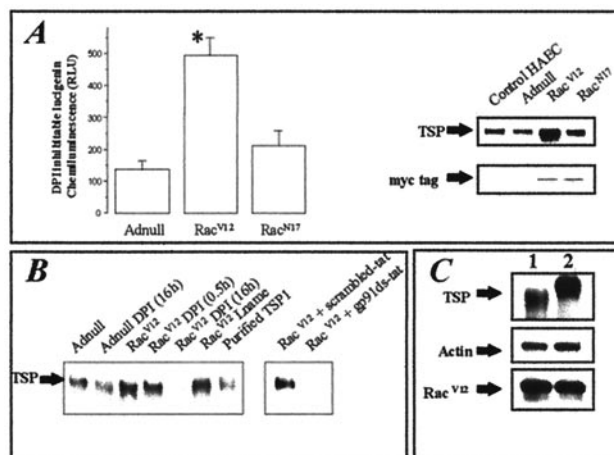 A
DPI Inhibitable lucigenin
Chemiluminescence (RLU)
500
400
300
200
100
0
*
Adnull
Rac V12
Rac N17
Control HAEC
Adnull
Rac V12
Rac N17
TSP
myc tag
B
Adnull
Adnull DPI (16h)
Rac V12
Rac V12 DPI (0.5h)
Rac V12 DPI (16h)
Rac V12 Lname
Purified TSP1
Rac V12 + scrambled-tat
Rac V12 + gp91ds-tat
TSP
C
1 2
TSP
Actin
Rac V12